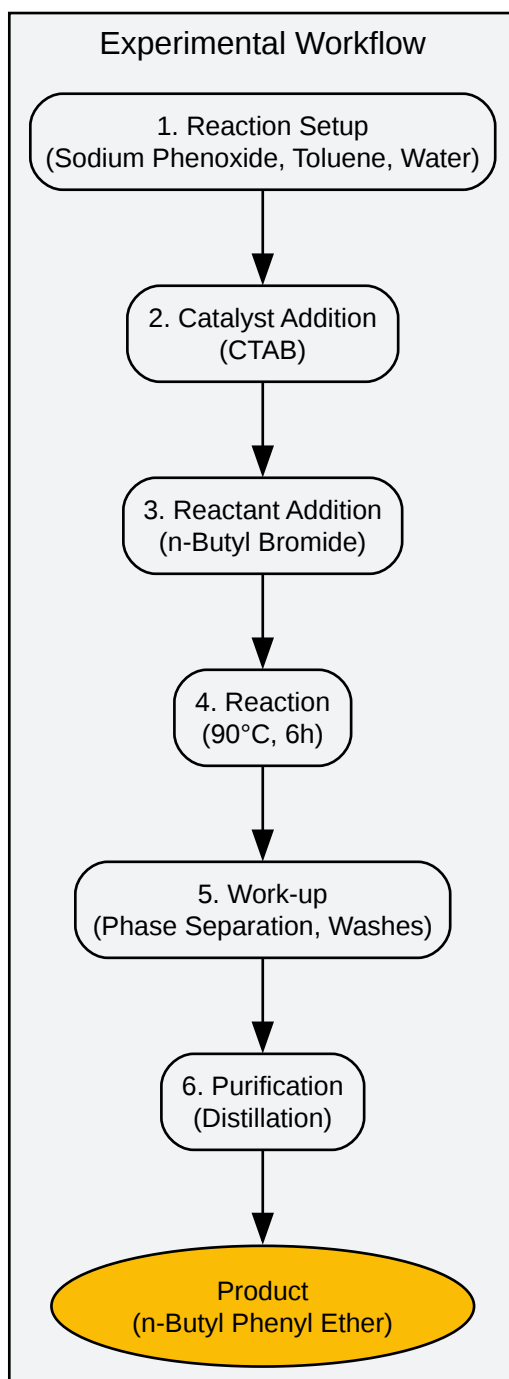 Experimental Workflow
1. Reaction Setup
(Sodium Phenoxide, Toluene, Water)
2. Catalyst Addition
(CTAB)
3. Reactant Addition
(n-Butyl Bromide)
4. Reaction
(90°C, 6h)
5. Work-up
(Phase Separation, Washes)
6. Purification
(Distillation)
Product
(n-Butyl Phenyl Ether)